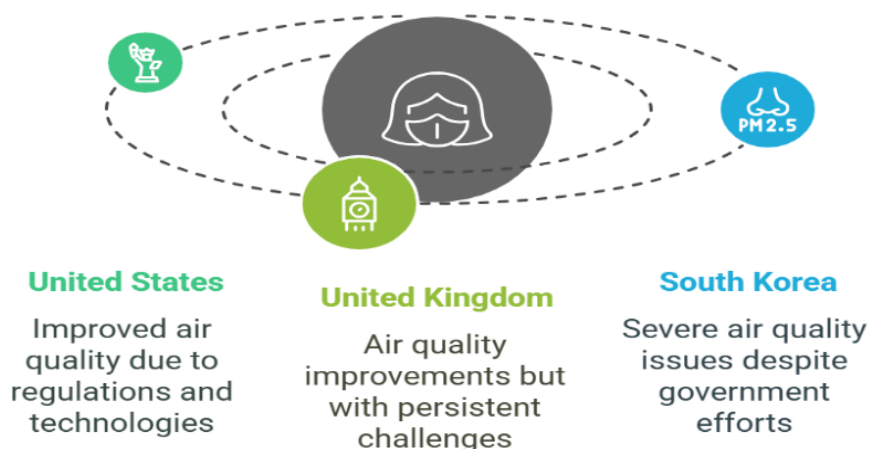 PM2.5
United States
Improved air
quality due to
regulations and
technologies
United Kingdom
Air quality
improvements but
with persistent
challenges
South Korea
Severe air quality
issues despite
government
efforts